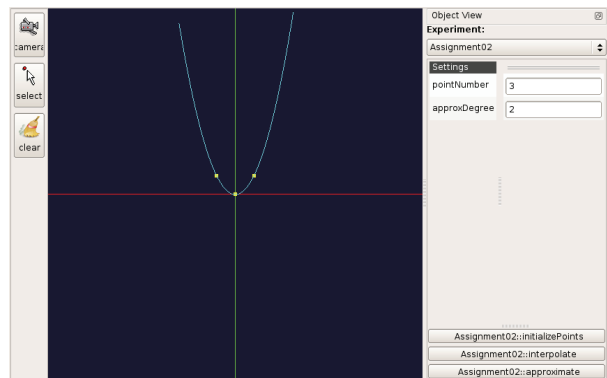 camera
select
clear
Object View
Experiment:
Assignment02
Settings
pointNumber 3
approxDegree 2
Assignment02::initializePoints
Assignment02::interpolate
Assignment02::approximate